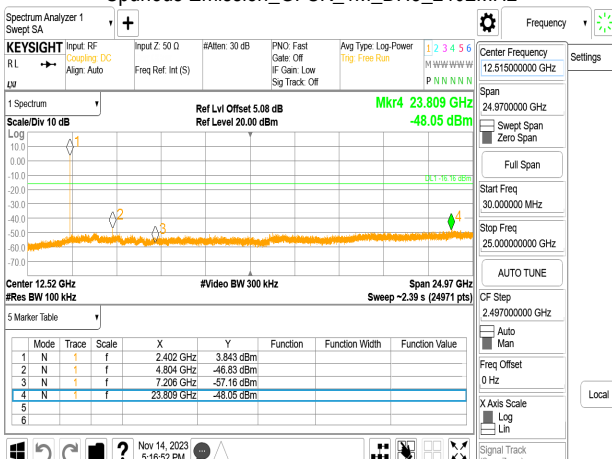 Spectrum Analyzer 1
Swept SA
Frequency
KEYSIGHT
R L
Input: RF
Coupling: DC
Align: Auto
Input Z: 50 Ω
Freq Ref: Int (S)
#Atten: 30 dB
PNO: Fast
Gate: Off
IF Gain: Low
Sig Track: Off
Avg Type: Log-Power
Trig: Free Run
1 2 3 4 5 6
M W W W W W
P N N N N N
1 Spectrum
Scale/Div 10 dB
Ref Lvl Offset 5.08 dB
Ref Level 20.00 dBm
Mkr4 23.809 GHz
-48.05 dBm
Log
10.0
0.00
-10.0
-20.0
-30.0
-40.0
-50.0
-60.0
-70.0
1
2
3
4
DL1 -16.16 dBm
Center 12.52 GHz
#Res BW 100 kHz
#Video BW 300 kHz
Span 24.97 GHz
Sweep ~2.39 s (24971 pts)
5 Marker Table
Mode Trace Scale X Y Function Function Width Function Value
1 N 1 f 2.402 GHz 3.843 dBm
2 N 1 f 4.804 GHz -46.83 dBm
3 N 1 f 7.206 GHz -57.16 dBm
4 N 1 f 23.809 GHz -48.05 dBm
5
6
Nov 14, 2023
5:16:52 PM
Center Frequency
12.515000000 GHz
Settings
Span
24.9700000 GHz
Swept Span
Zero Span
Full Span
Start Freq
30.000000 MHz
Stop Freq
25.000000000 GHz
AUTO TUNE
CF Step
2.497000000 GHz
Auto
Man
Freq Offset
0 Hz
Local
X Axis Scale
Log
Lin
Signal Track